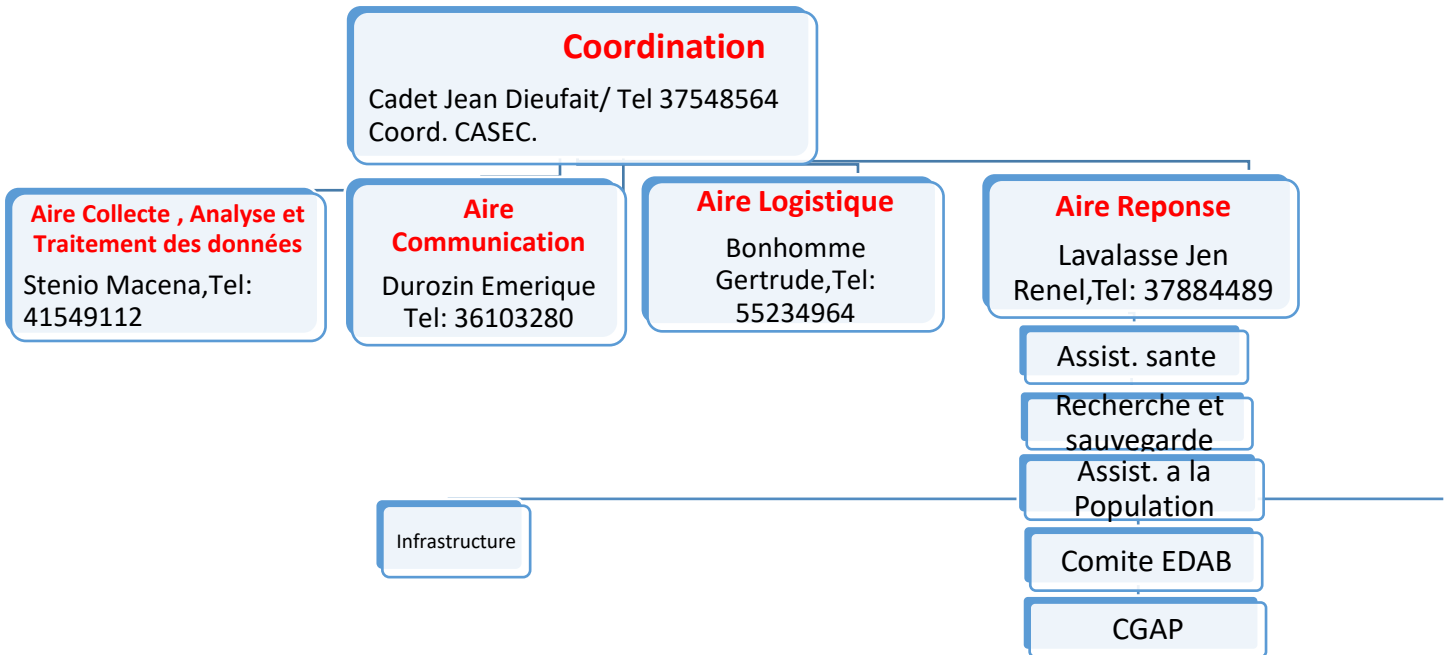 Coordination
Cadet Jean Dieufait/ Tel 37548564
Coord. CASEC.
Aire Collecte , Analyse et
Traitement des données
Stenio Macena,Tel:
41549112
Aire
Communication
Durozin Emerique
Tel: 36103280
Aire Logistique
Bonhomme
Gertrude,Tel:
55234964
Aire Reponse
Lavalasse Jen
Renel,Tel: 37884489
Assist. sante
Recherche et
sauvegarde
Assist. a la
Population
Infrastructure
Comite EDAB
CGAP